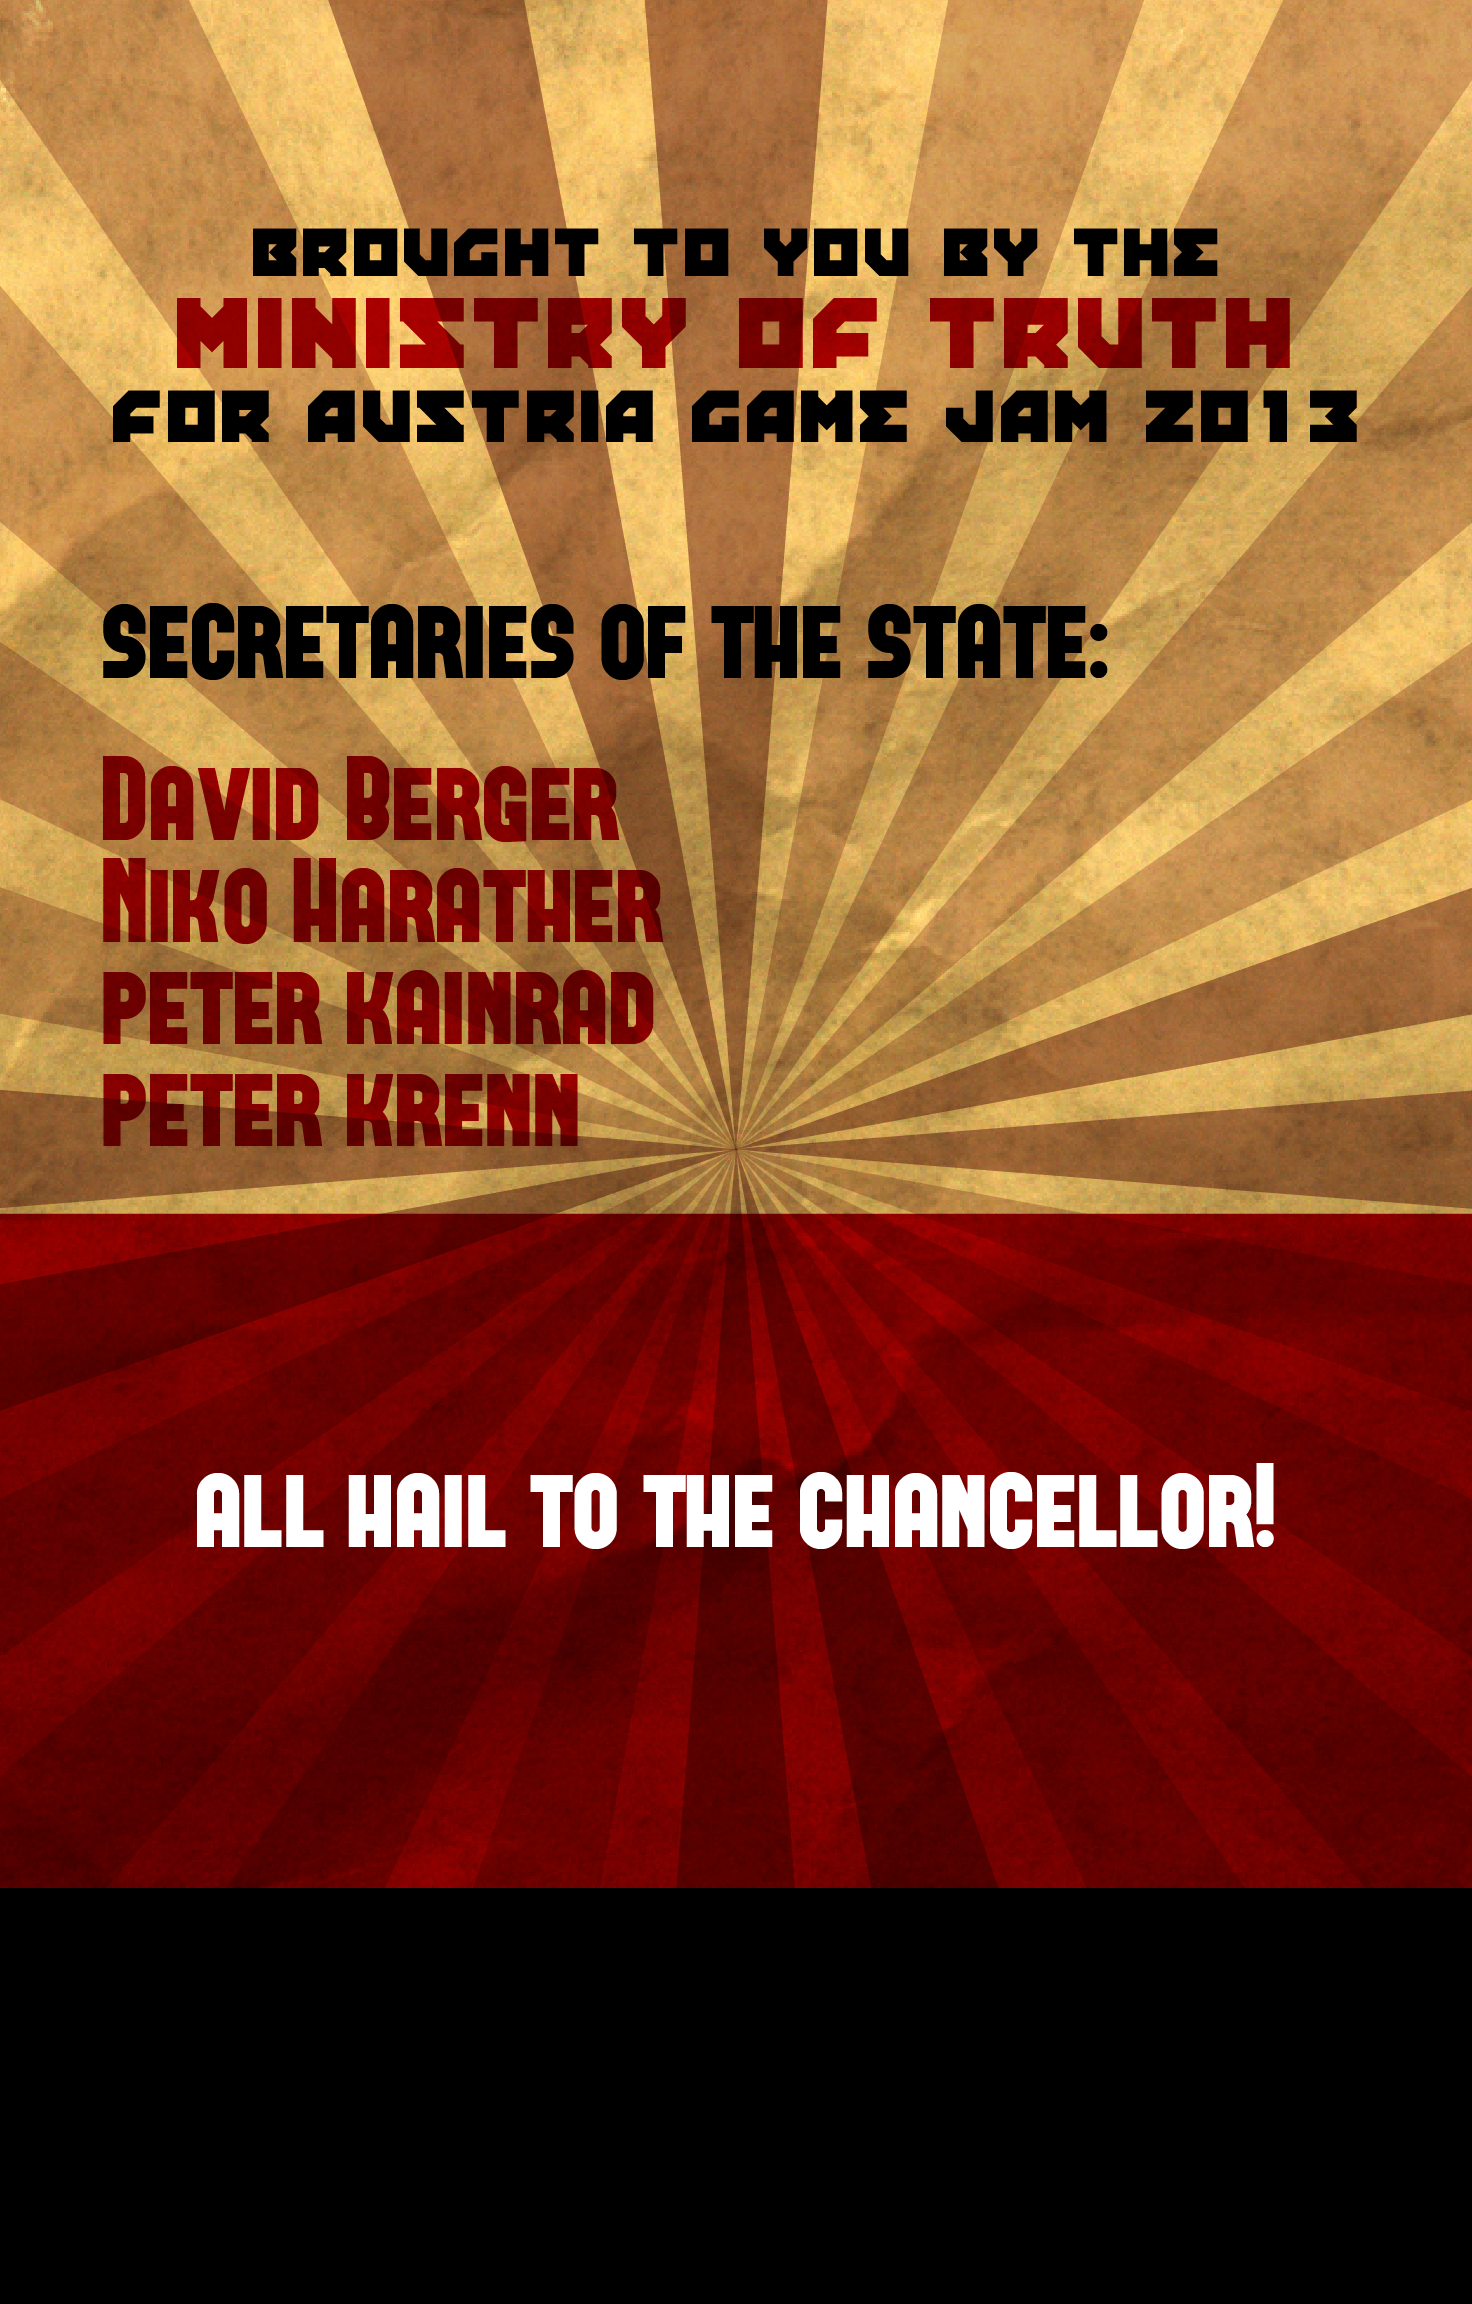 BROUGHT TO YOU BY THE
MINISTRY OF TRUTH
FOR AUSTRIA GAME JAM 2013
SECRETARIES OF THE STATE:
DAVID BERGER
NIKO HARATHER
PETER KAINRAD
PETER KRENN
ALL HAIL TO THE CHANCELLOR!